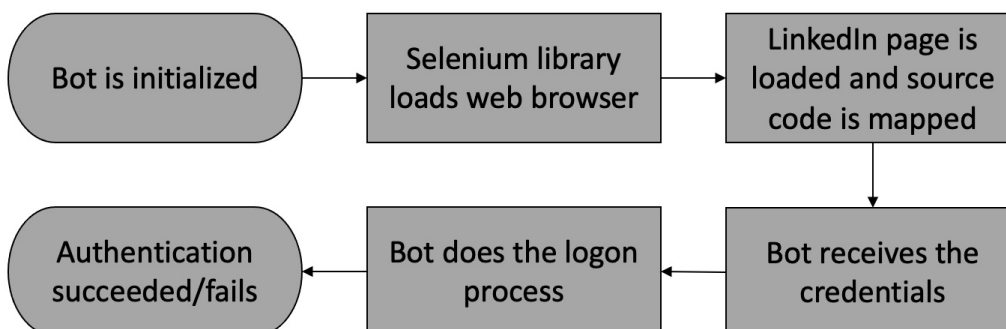 Bot is initialized
Selenium library
loads web browser
LinkedIn page is
loaded and source
code is mapped
Bot receives the
credentials
Bot does the logon
process
Authentication
succeeded/fails